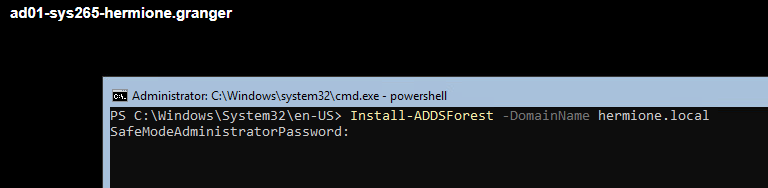 ad01-sys265-hermione.granger
Administrator: C:\Windows\system32\cmd.exe - powershell
PS C:\Windows\System32\en-US> Install-ADDSForest -DomainName hermione.local
SafeModeAdministratorPassword: